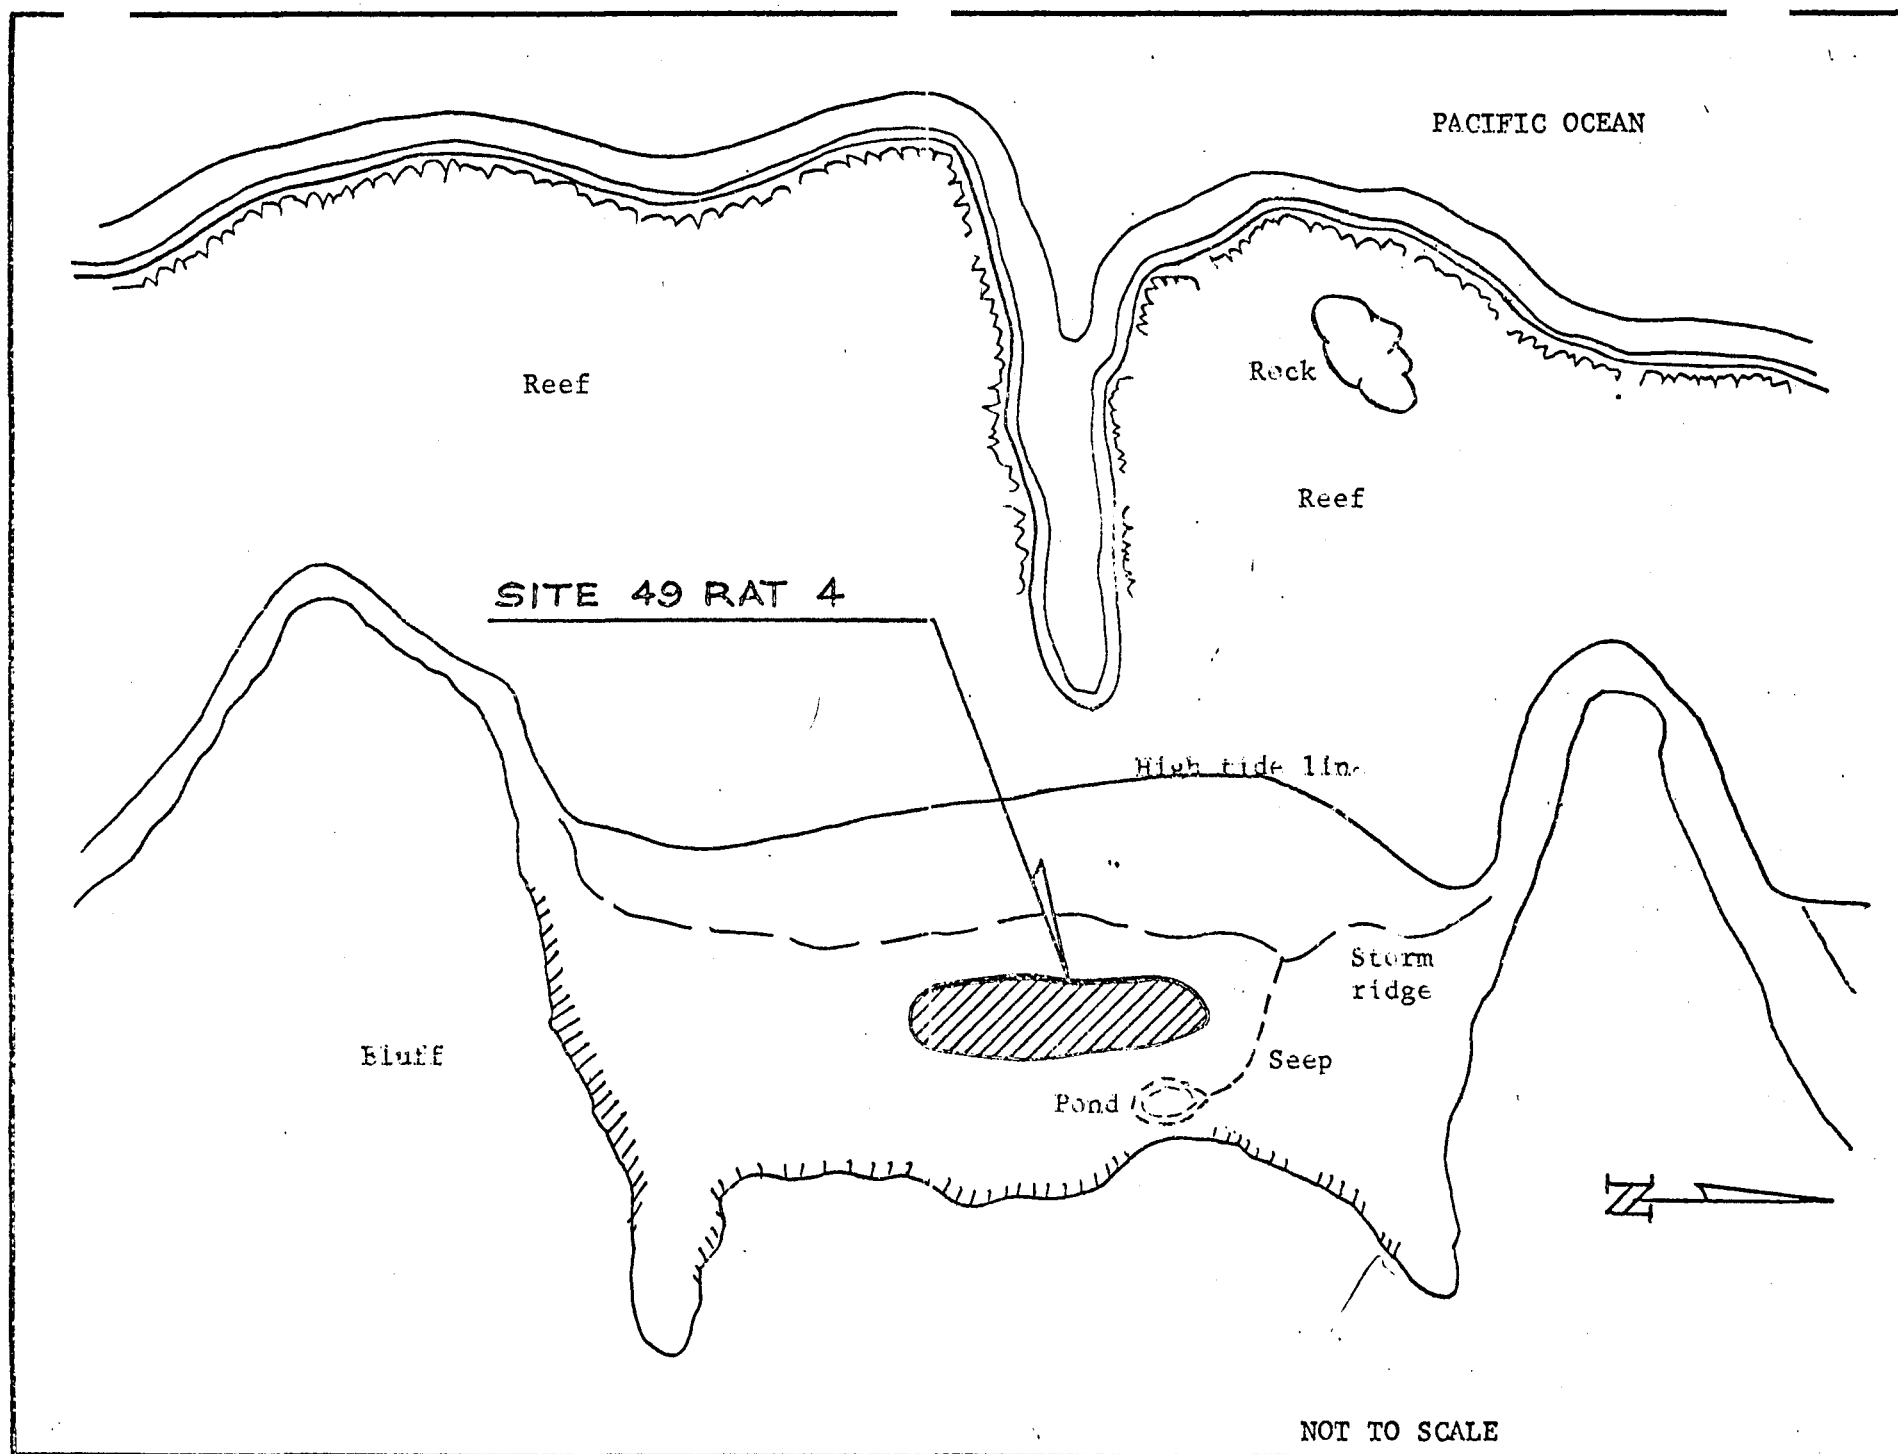 PACIFIC OCEAN
Rock
Reef
Reef
SITE 49 RAT 4
High tide line
Storm
ridge
Bluff
Seep
Pond
N
NOT TO SCALE